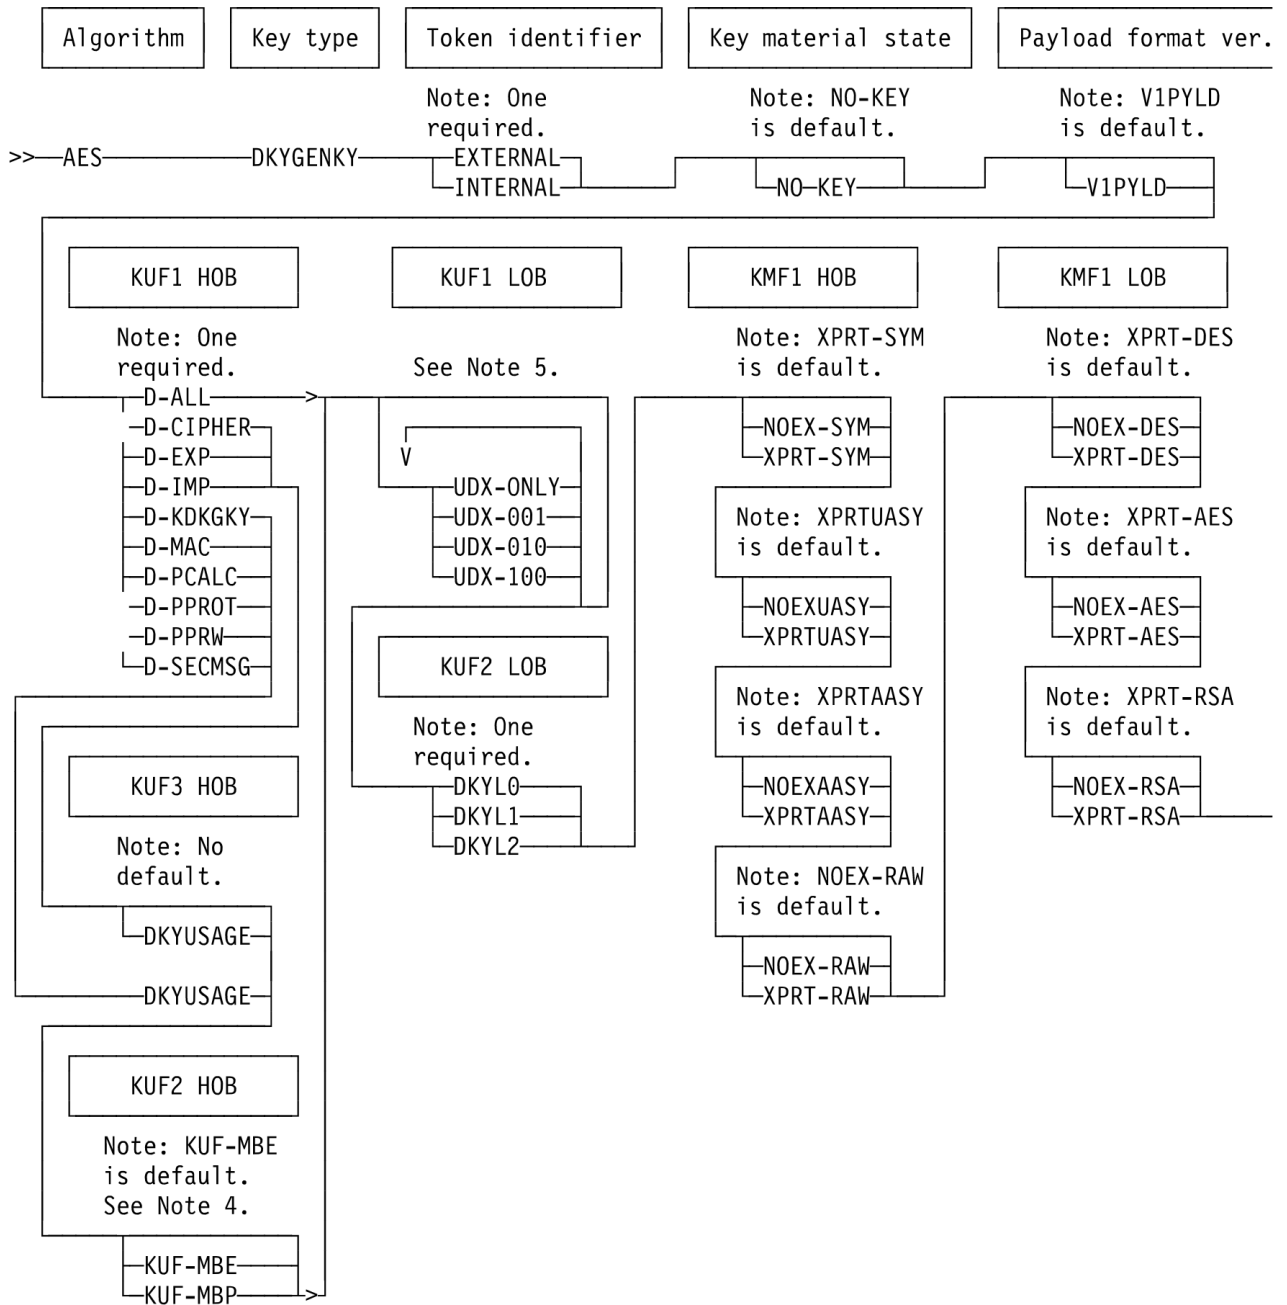 Algorithm Key type Token identifier Key material state Payload format ver.
Note: One Note: NO-KEY Note: V1PYLD
required. is default. is default.
>>—AES DKYGENKY EXTERNAL
INTERNAL NO-KEY V1PYLD
KUF1 HOB KUF1 LOB KMF1 HOB KMF1 LOB
Note: One Note: XPRT-SYM Note: XPRT-DES
required. See Note 5. is default. is default.
D-ALL >
D-CIPHER NOEX-SYM NOEX-DES
D-EXP V XPRT-SYM XPRT-DES
D-IMP UDX-ONLY
D-KDKGKY UDX-001 Note: XPRTUASY Note: XPRT-AES
D-MAC UDX-010 is default. is default.
D-PCALC UDX-100
D-PPROT NOEXUASY NOEX-AES
D-PPRW XPRTUASY XPRT-AES
D-SECMSG KUF2 LOB
Note: XPRTAASY Note: XPRT-RSA
Note: One is default. is default.
required.
KUF3 HOB DKYL0 NOEXAASY NOEX-RSA
DKYL1 XPRTAASY XPRT-RSA
Note: No DKYL2
default. Note: NOEX-RAW
is default.
DKYUSAGE
NOEX-RAW
DKYUSAGE XPRT-RAW
KUF2 HOB
Note: KUF-MBE
is default.
See Note 4.
KUF-MBE
KUF-MBP >